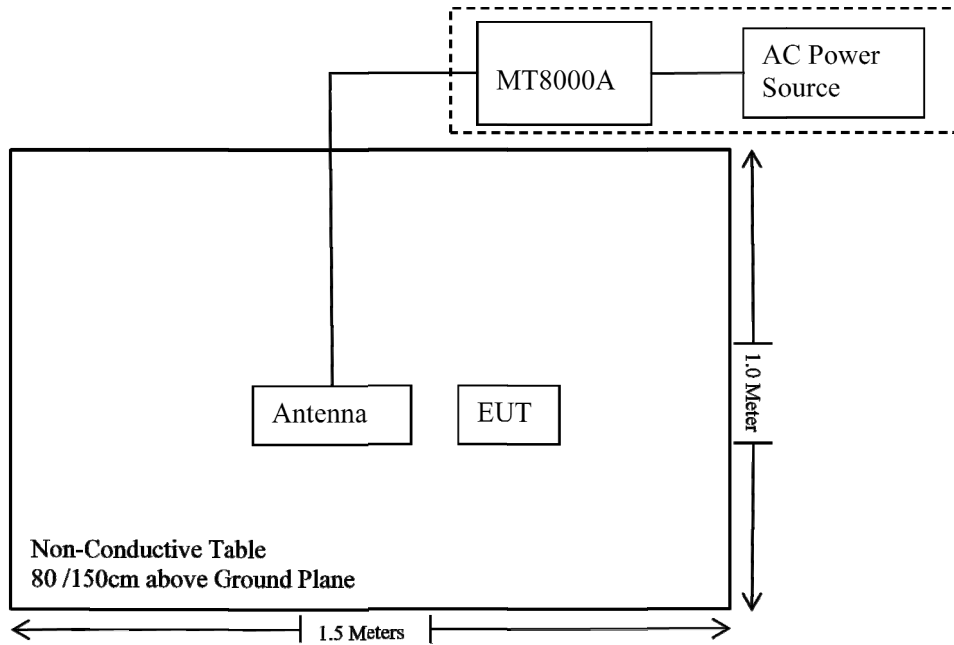 MT8000A
AC Power
Source
Antenna
EUT
1.0 Meter
Non-Conductive Table
80 /150cm above Ground Plane
1.5 Meters